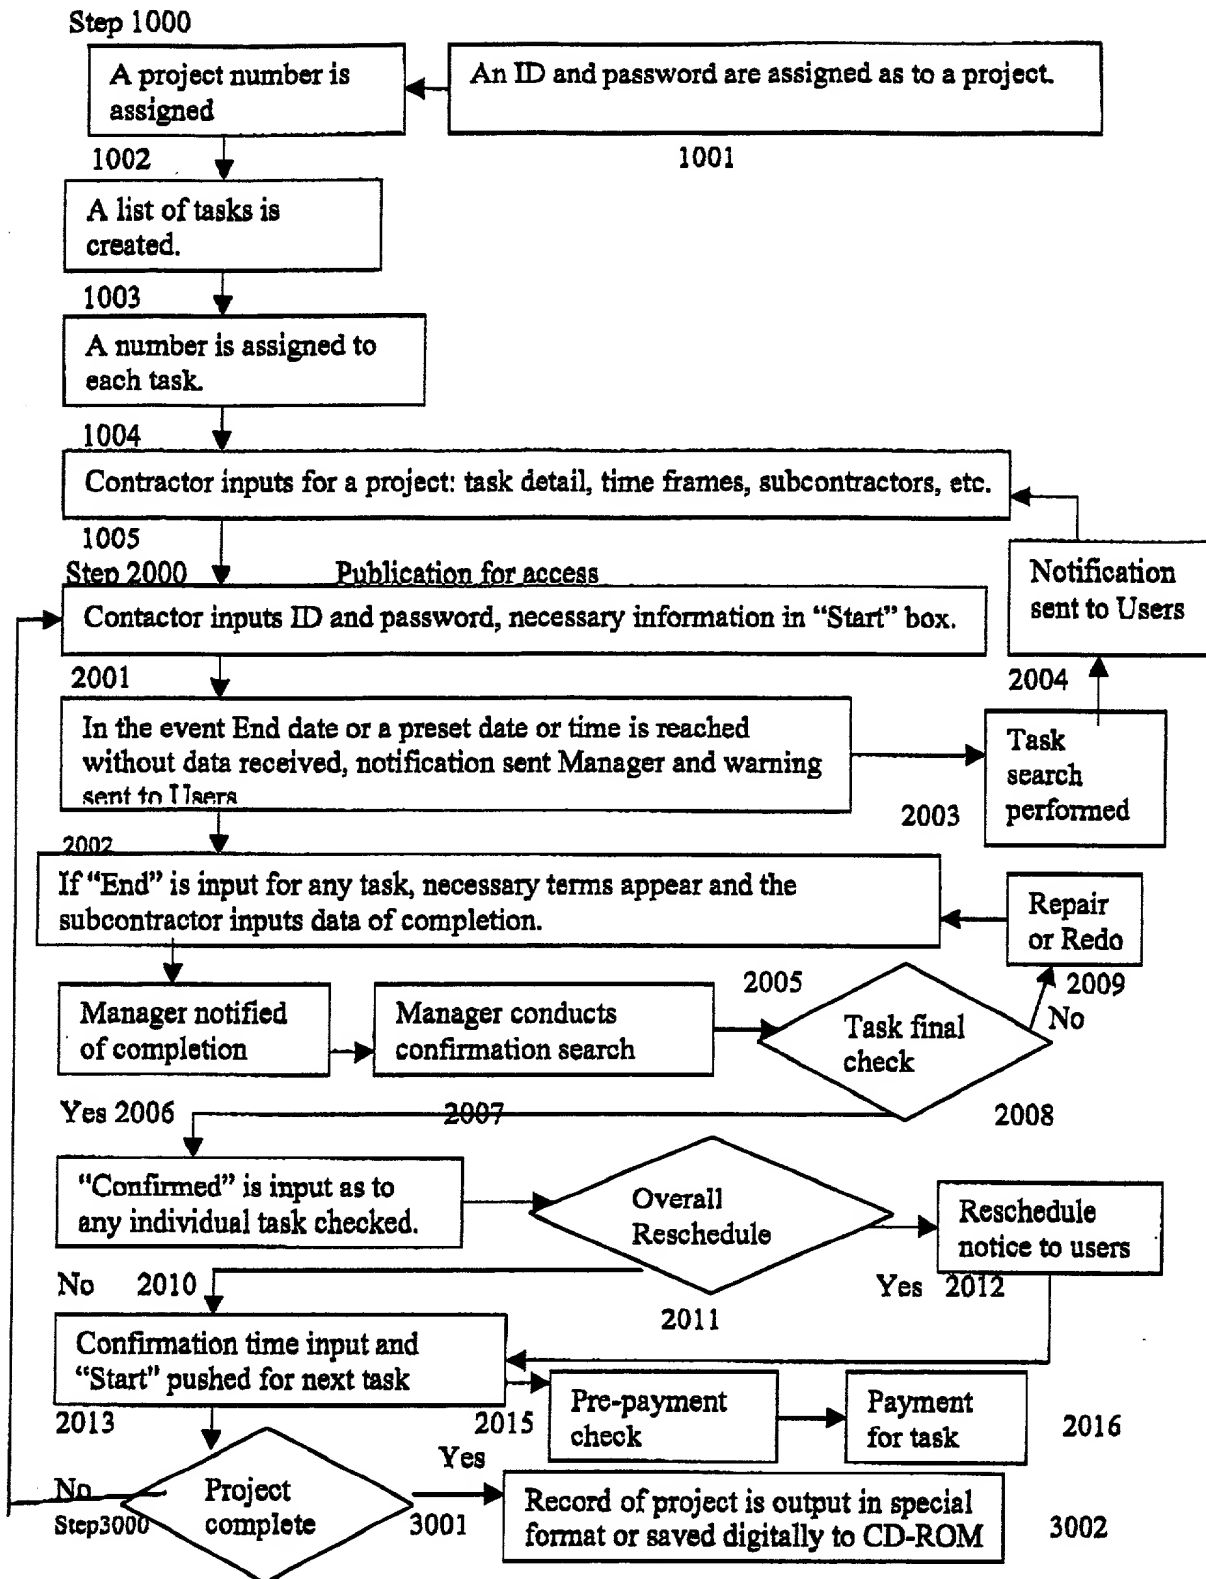 Step 1000
A project number is
assigned
An ID and password are assigned as to a project.
1002
1001
A list of tasks is
created.
1003
A number is assigned to
each task.
1004
Contractor inputs for a project: task detail, time frames, subcontractors, etc.
1005
Step 2000
Publication for access
Notification
sent to Users
Contactor inputs ID and password, necessary information in “Start” box.
2001
2004
In the event End date or a preset date or time is reached
without data received, notification sent Manager and warning
sent to Users
Task
search
performed
2003
2002
If “End” is input for any task, necessary terms appear and the
subcontractor inputs data of completion.
Repair
or Redo
2005
2009
Manager notified
of completion
Manager conducts
confirmation search
Task final
check
No
Yes 2006
2007
2008
“Confirmed” is input as to
any individual task checked.
Overall
Reschedule
Reschedule
notice to users
No 2010
Yes 2012
2011
Confirmation time input and
“Start” pushed for next task
2013
2015
Pre-payment
check
Payment
for task
2016
Yes
No
Project
complete
Step3000
3001
Record of project is output in special
format or saved digitally to CD-ROM
3002